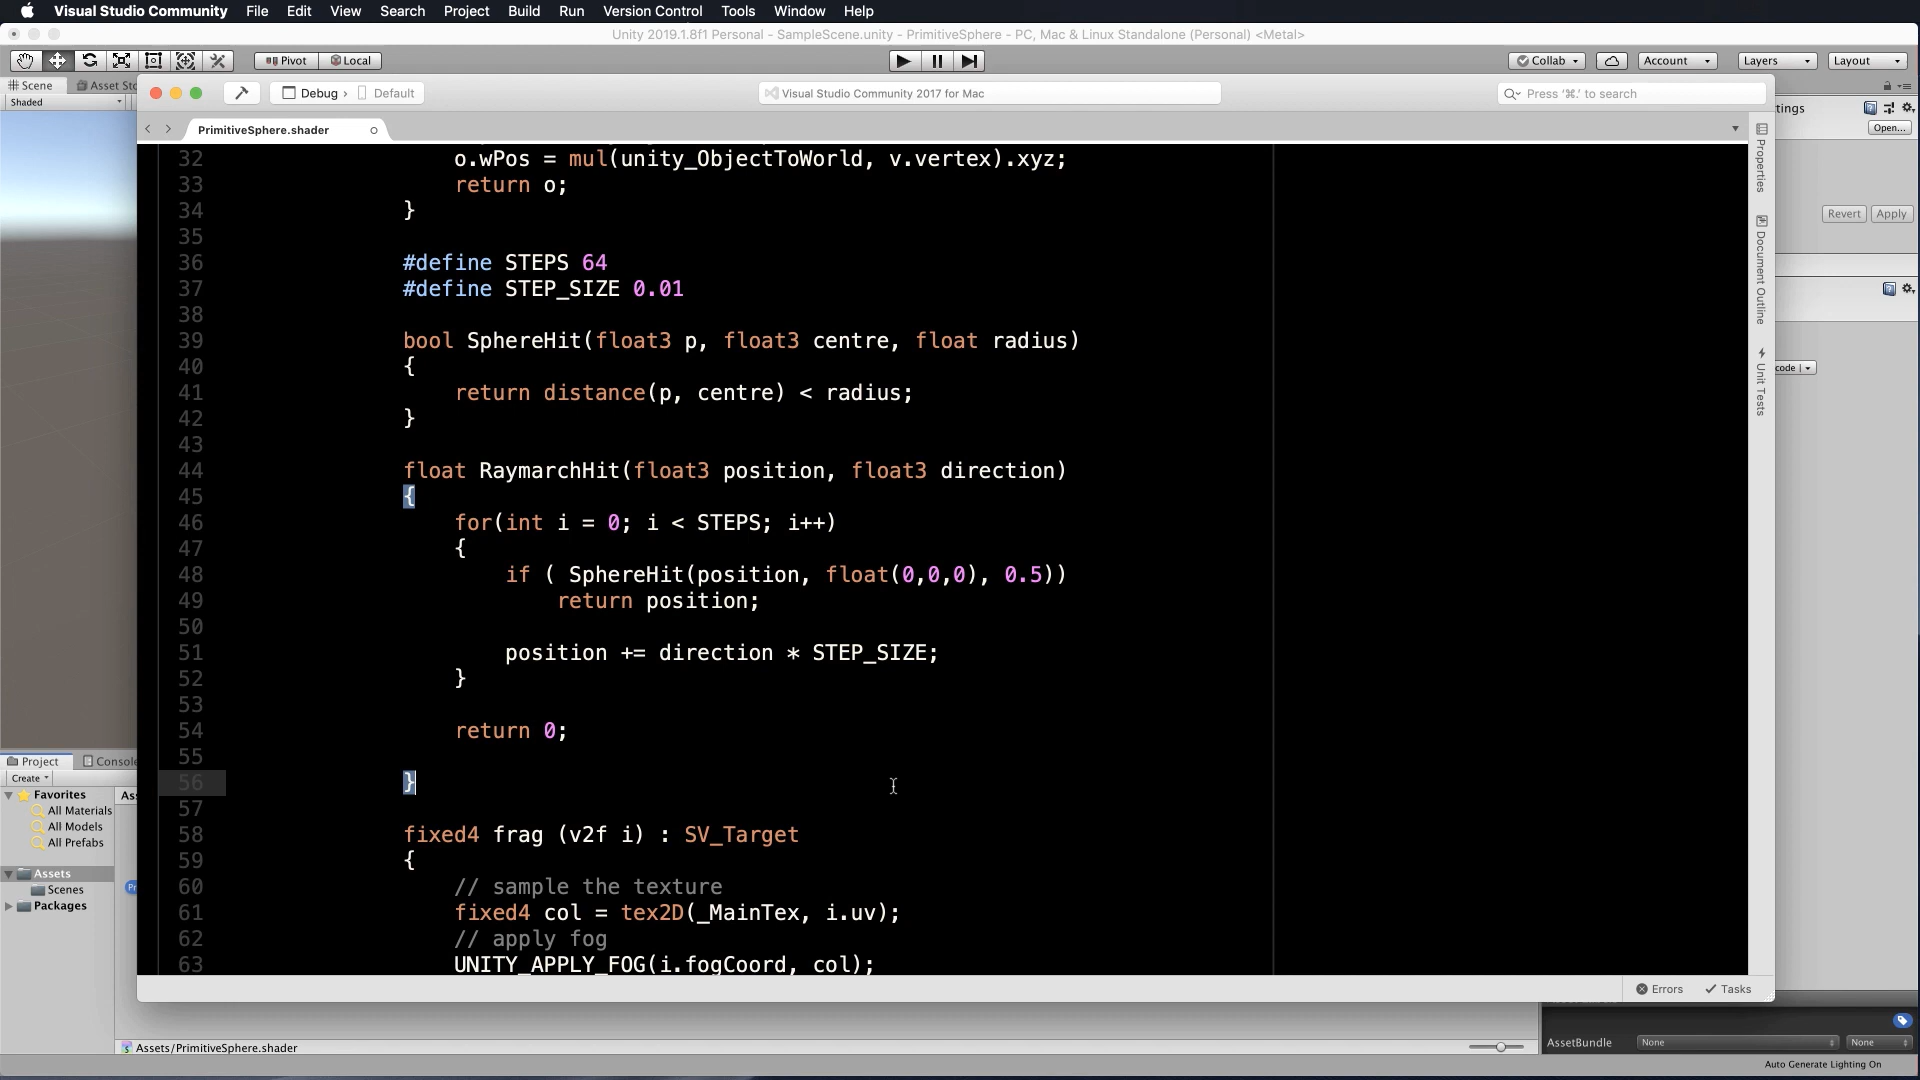 Visual Studio Community File Edit View Search Project Build Run Version Control Tools Window Help
Unity 2019.1.8f1 Personal - SampleScene.unity - PrimitiveSphere - PC, Mac & Linux Standalone (Personal) <Metal>
Pivot Local Collab Account Layers Layout
Scene Asset Sto
Shaded
Debug › Default Visual Studio Community 2017 for Mac Press '⌘.' to search
tings
Open...
PrimitiveSphere.shader
Properties
Document Outline
Unit Tests
Revert Apply
code
32 o.wPos = mul(unity_ObjectToWorld, v.vertex).xyz;
33 return o;
34 }
35
36 #define STEPS 64
37 #define STEP_SIZE 0.01
38
39 bool SphereHit(float3 p, float3 centre, float radius)
40 {
41 return distance(p, centre) < radius;
42 }
43
44 float RaymarchHit(float3 position, float3 direction)
45 {
46 for(int i = 0; i < STEPS; i++)
47 {
48 if ( SphereHit(position, float(0,0,0), 0.5))
49 return position;
50
51 position += direction * STEP_SIZE;
52 }
53
54 return 0;
55
56 }
57
58 fixed4 frag (v2f i) : SV_Target
59 {
60 // sample the texture
61 fixed4 col = tex2D(_MainTex, i.uv);
62 // apply fog
63 UNITY_APPLY_FOG(i.fogCoord, col);
Errors Tasks
Project Console
Create
Favorites
All Materials
All Models
All Prefabs
Assets
Scenes
Packages
Ass
Pr
Assets/PrimitiveSphere.shader
AssetBundle None None
Auto Generate Lighting On